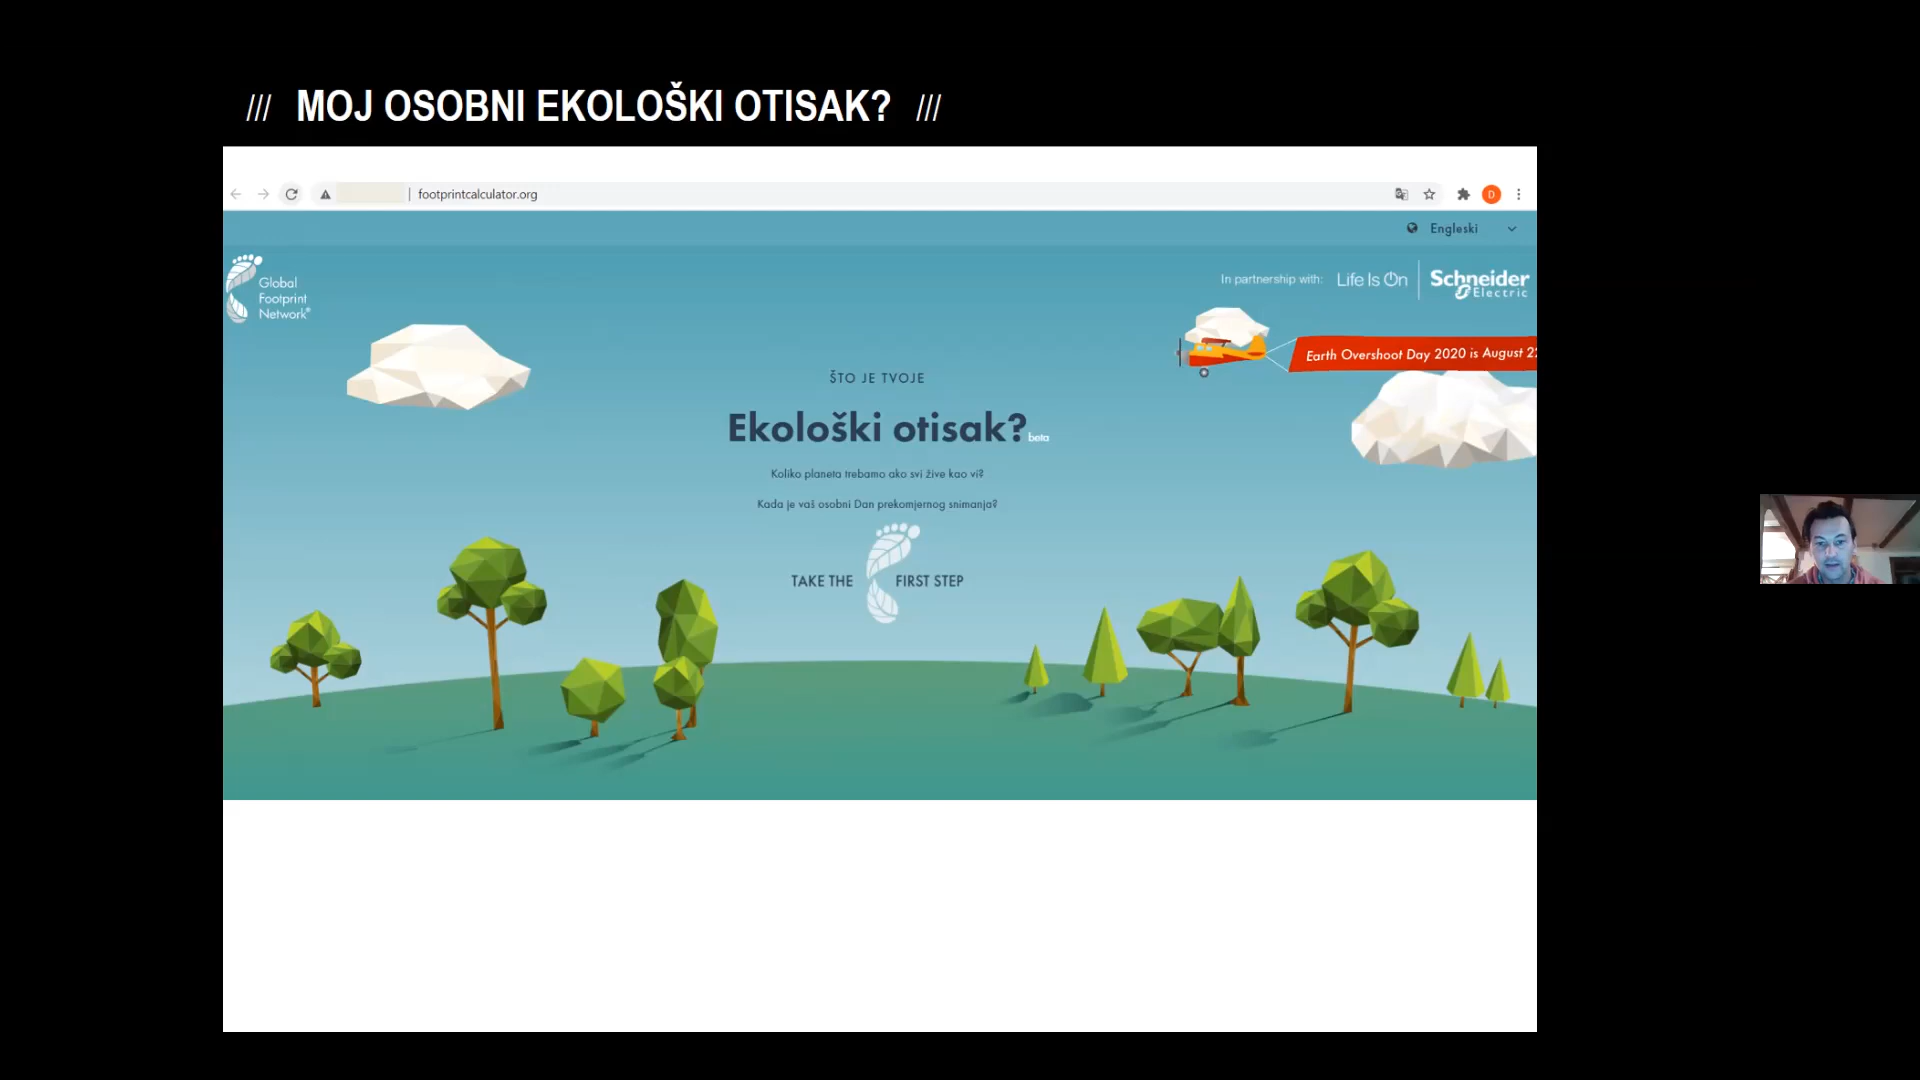 /// MOJ OSOBNI EKOLOŠKI OTISAK? ///
footprintcalculator.org
D
Engleski
Global
Footprint
Network®
In partnership with: Life Is On Schneider
Electric
Earth Overshoot Day 2020 is August 22
ŠTO JE TVOJE
Ekološki otisak? beta
Koliko planeta trebamo ako svi žive kao vi?
Kada je vaš osobni Dan prekomjernog snimanja?
TAKE THE FIRST STEP